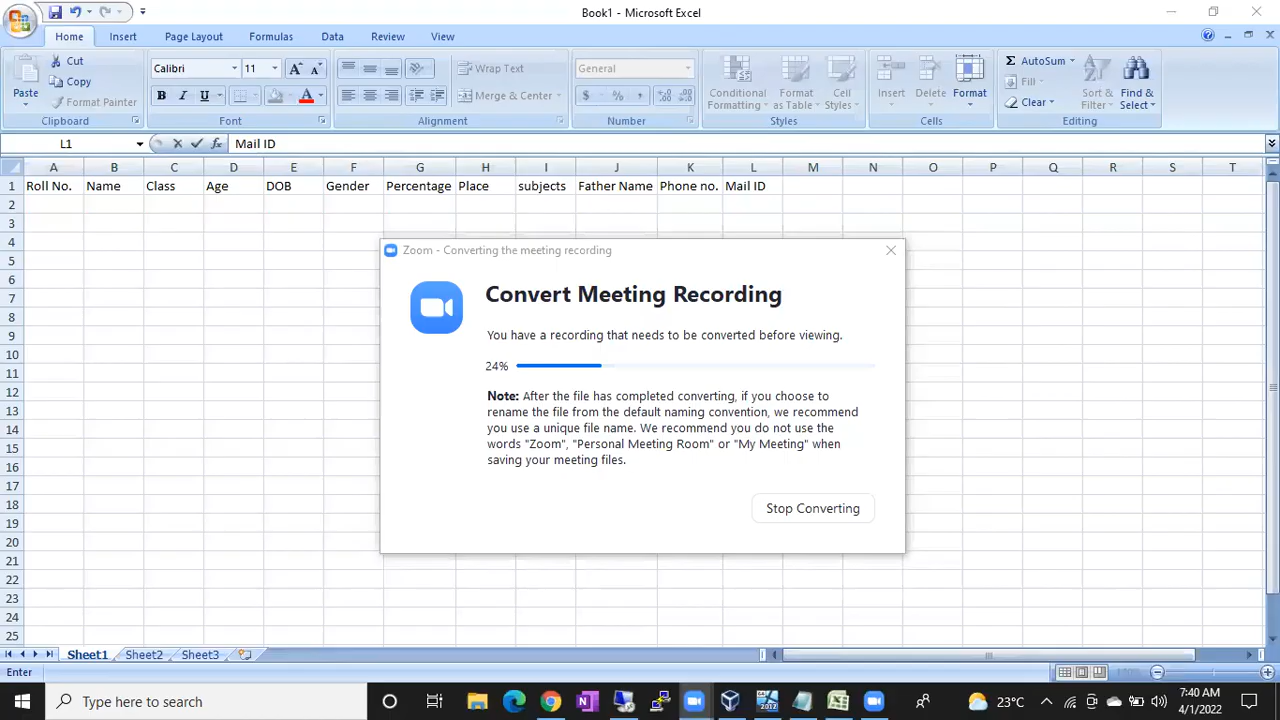 Book1 - Microsoft Excel
Home Insert Page Layout Formulas Data Review View
Paste Cut Copy Format Painter
Clipboard
Calibri 11
B I U A
Font
Wrap Text
Merge & Center
Alignment
General
$ % ,
Number
Conditional Formatting Format as Table Cell Styles
Styles
Insert Delete Format
Cells
Σ AutoSum Fill Clear Sort & Filter Find & Select
Editing
L1 fx Mail ID
A B C D E F G H I J K L M N O P Q R S T
1 Roll No. Name Class Age DOB Gender Percentage Place subjects Father Name Phone no. Mail ID
2
3
4
5
6
7
8
9
10
11
12
13
14
15
16
17
18
19
20
21
22
23
24
25
Zoom - Converting the meeting recording
Convert Meeting Recording
You have a recording that needs to be converted before viewing.
24%
Note: After the file has completed converting, if you choose to
rename the file from the default naming convention, we recommend
you use a unique file name. We recommend you do not use the
words "Zoom", "Personal Meeting Room" or "My Meeting" when
saving your meeting files.
Stop Converting
Sheet1 Sheet2 Sheet3
Enter
Type here to search
23°C
7:40 AM
4/1/2022